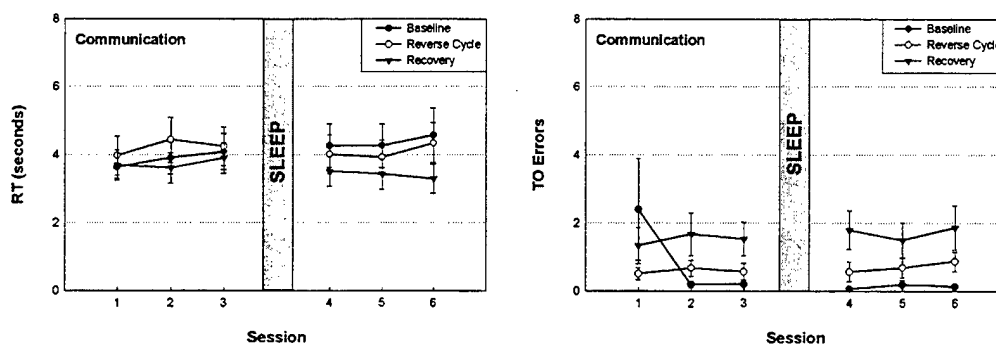 Communication
Baseline
Reverse Cycle
Recovery
8
6
4
2
0
RT (seconds)
SLEEP
1 2 3 4 5 6
Session
Communication
Baseline
Reverse Cycle
Recovery
8
6
4
2
0
TO Errors
SLEEP
1 2 3 4 5 6
Session